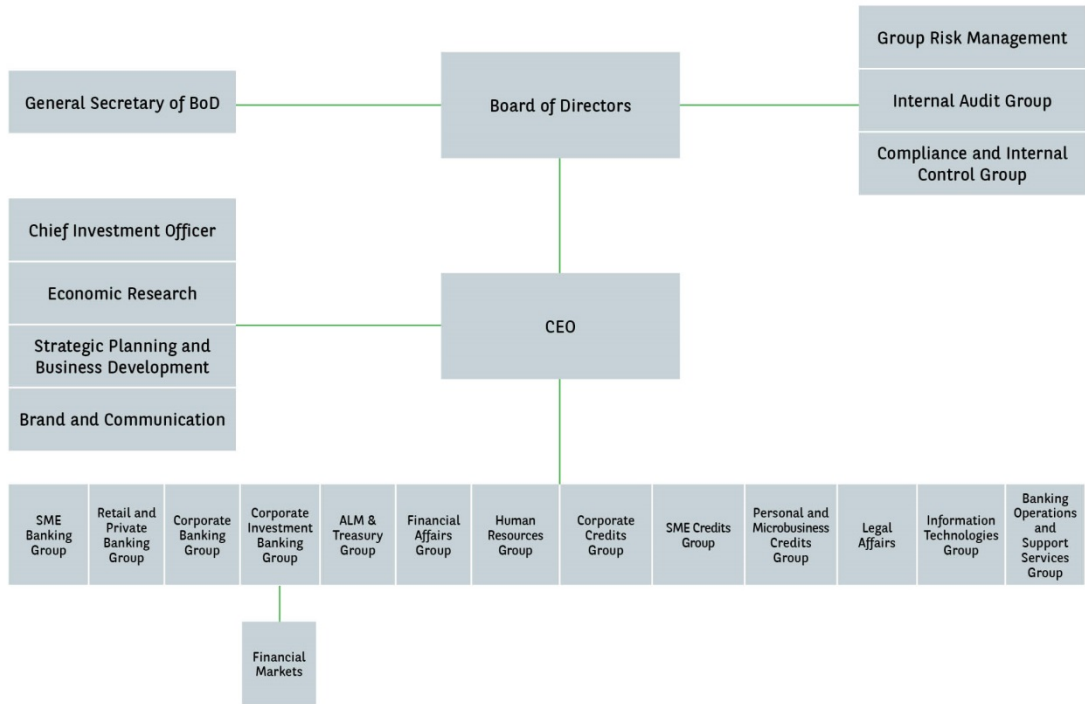 Group Risk Management
General Secretary of BoD
Board of Directors
Internal Audit Group
Compliance and Internal
Control Group
Chief Investment Officer
Economic Research
Strategic Planning and
Business Development
Brand and Communication
CEO
SME
Banking
Group
Retail and
Private
Banking
Group
Corporate
Banking
Group
Corporate
Investment
Banking
Group
ALM &
Treasury
Group
Financial
Affairs
Group
Human
Resources
Group
Corporate
Credits
Group
SME Credits
Group
Personal and
Microbusiness
Credits
Group
Legal
Affairs
Information
Technologies
Group
Banking
Operations
and
Support
Services
Group
Financial
Markets